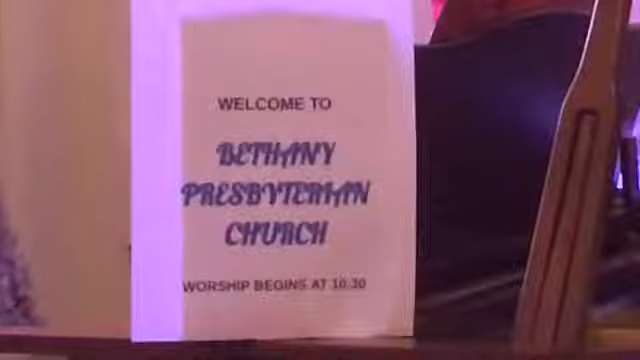 WELCOME TO
BETHANY
PRESBYTERIAN
CHURCH
WORSHIP BEGINS AT 10.30